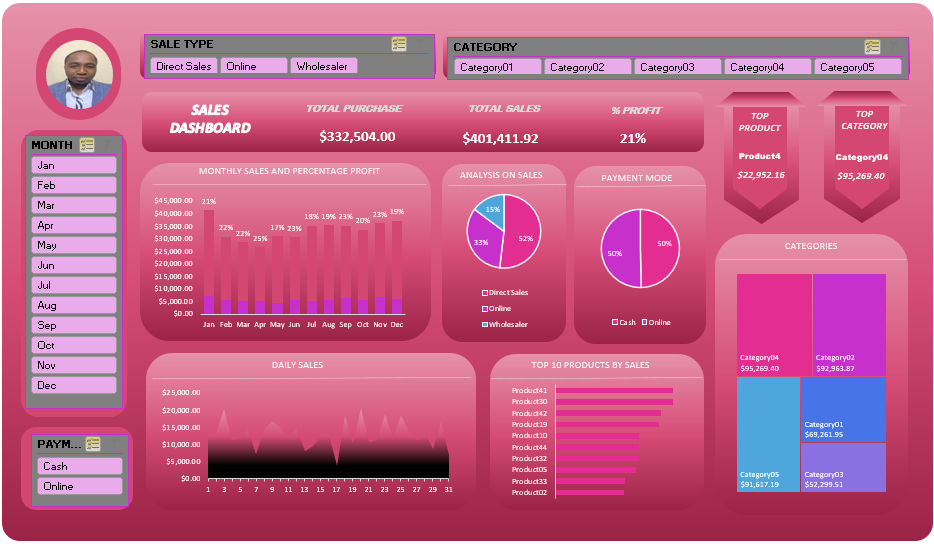 SALE TYPE
Direct Sales
Online
Wholesaler
CATEGORY
Category01
Category02
Category03
Category04
Category05
MONTH
Jan
Feb
Mar
Apr
May
Jun
Jul
Aug
Sep
Oct
Nov
Dec
PAYM...
Cash
Online
SALES
DASHBOARD
TOTAL PURCHASE
$332,504.00
TOTAL SALES
$401,411.92
% PROFIT
21%
TOP
PRODUCT
Product4
$22,952.16
TOP
CATEGORY
Category04
$95,269.40
MONTHLY SALES AND PERCENTAGE PROFIT
$45,000.00
$40,000.00
$35,000.00
$30,000.00
$25,000.00
$20,000.00
$15,000.00
$10,000.00
$5,000.00
$0.00
21%
22%
22%
25%
17%
23%
18%
19%
23%
20%
23%
19%
Jan Feb Mar Apr May Jun Jul Aug Sep Oct Nov Dec
ANALYSIS ON SALES
15%
52%
33%
Direct Sales
Online
Wholesaler
PAYMENT MODE
50%
50%
Cash
Online
CATEGORIES
Category04
$95,269.40
Category02
$92,963.87
Category05
$91,617.19
Category01
$69,261.95
Category03
$52,299.51
DAILY SALES
$25,000.00
$20,000.00
$15,000.00
$10,000.00
$5,000.00
$0.00
1 3 5 7 9 11 13 15 17 19 21 23 25 27 29 31
TOP 10 PRODUCTS BY SALES
Product41
Product30
Product42
Product19
Product10
Product44
Product32
Product05
Product33
Product02